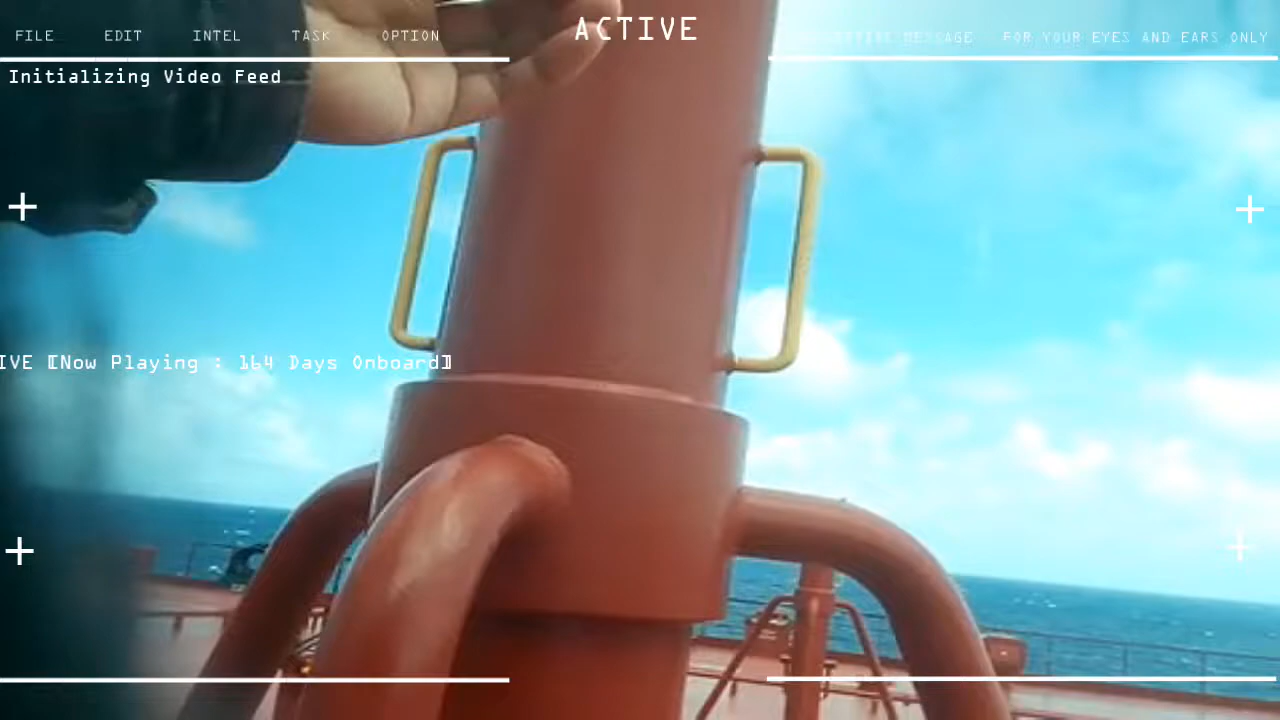 FILE EDIT INTEL TASK OPTION
ACTIVE
MESSAGE FOR YOUR EYES AND EARS ONLY
Initializing Video Feed
IVE [Now Playing : 164 Days Onboard]